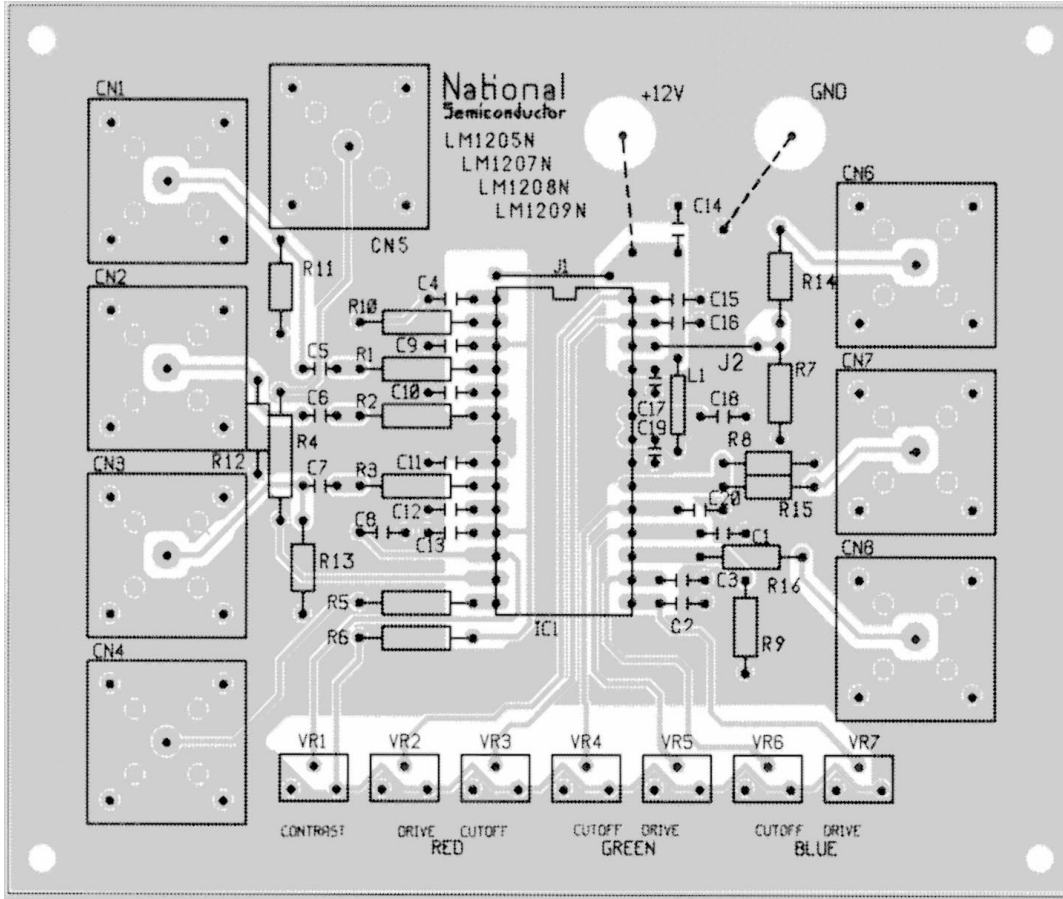 National
Semiconductor
LM1205N
LM1207N
LM1208N
LM1209N
+12V
GND
CN1
CN5
CN6
C14
R11
J1
CN2
C4
R10
C15
C16
R14
C9
J2
C5
R1
L1
R7
CN7
C10
C17
C18
C6
R2
C19
R4
R8
R12
C11
CN3
C7
R3
C20
R15
C12
C8
C13
C1
CN8
R13
C3
R16
R5
IC1
C2
R6
R9
CN4
VR1
VR2
VR3
VR4
VR5
VR6
VR7
CONTRAST
DRIVE
CUTOFF
CUTOFF
DRIVE
CUTOFF
DRIVE
RED
GREEN
BLUE